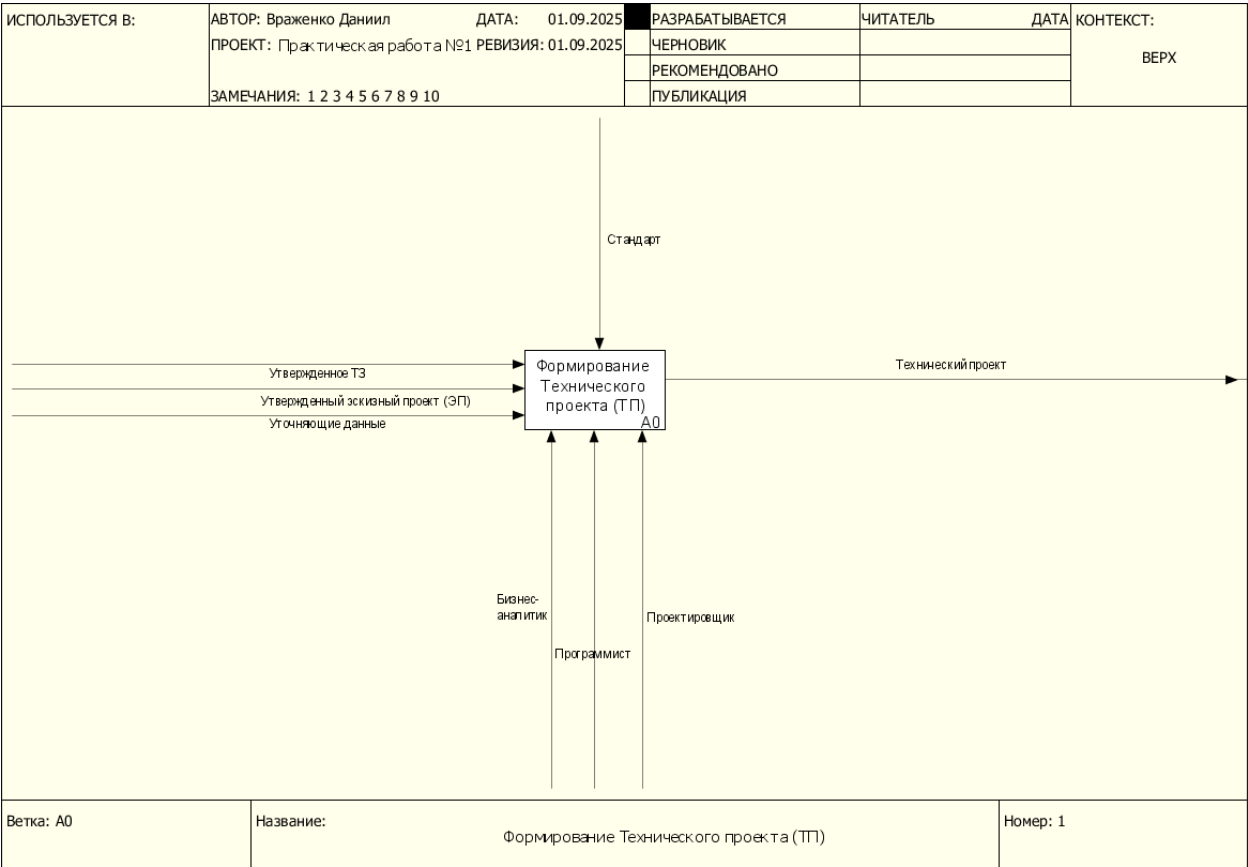 ИСПОЛЬЗУЕТСЯ В:
АВТОР: Враженко Даниил
ДАТА: 01.09.2025
РАЗРАБАТЫВАЕТСЯ
ЧИТАТЕЛЬ
ДАТА
КОНТЕКСТ:
ПРОЕКТ: Практическая работа №1
РЕВИЗИЯ: 01.09.2025
ЧЕРНОВИК
ВЕРХ
РЕКОМЕНДОВАНО
ЗАМЕЧАНИЯ: 1 2 3 4 5 6 7 8 9 10
ПУБЛИКАЦИЯ
Стандарт
Утвержденное ТЗ
Утвержденный эскизный проект (ЭП)
Уточняющие данные
Формирование
Технического
проекта (ТП)
A0
Технический проект
Бизнес-
аналитик
Проектировщик
Программист
Ветка: A0
Название:
Формирование Технического проекта (ТП)
Номер: 1